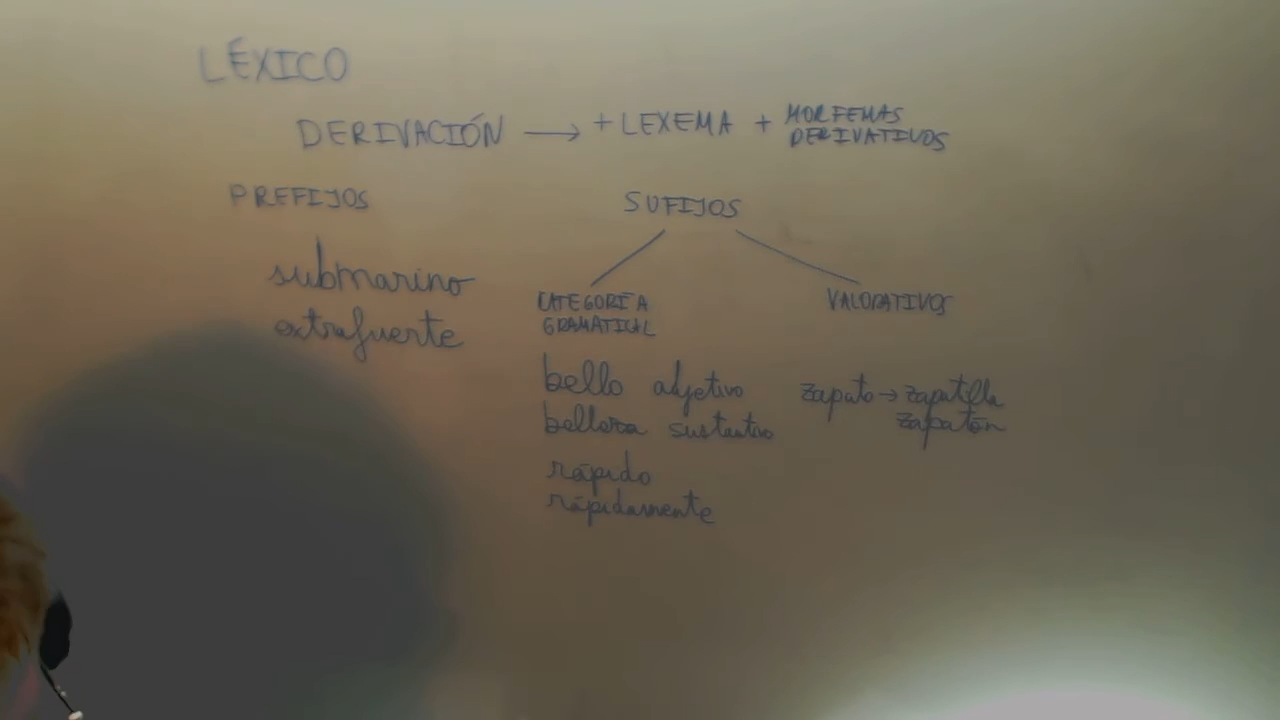 LÉXICO
DERIVACIÓN → + LEXEMA + MORFEMAS DERIVATIVOS
PREFIJOS
submarino
extrafuerte
SUFIJOS
CATEGORÍA
GRAMATICAL
bello adjetivo
belleza sustantivo
rápido
rápidamente
VALORATIVOS
zapato → zapatilla
zapatón